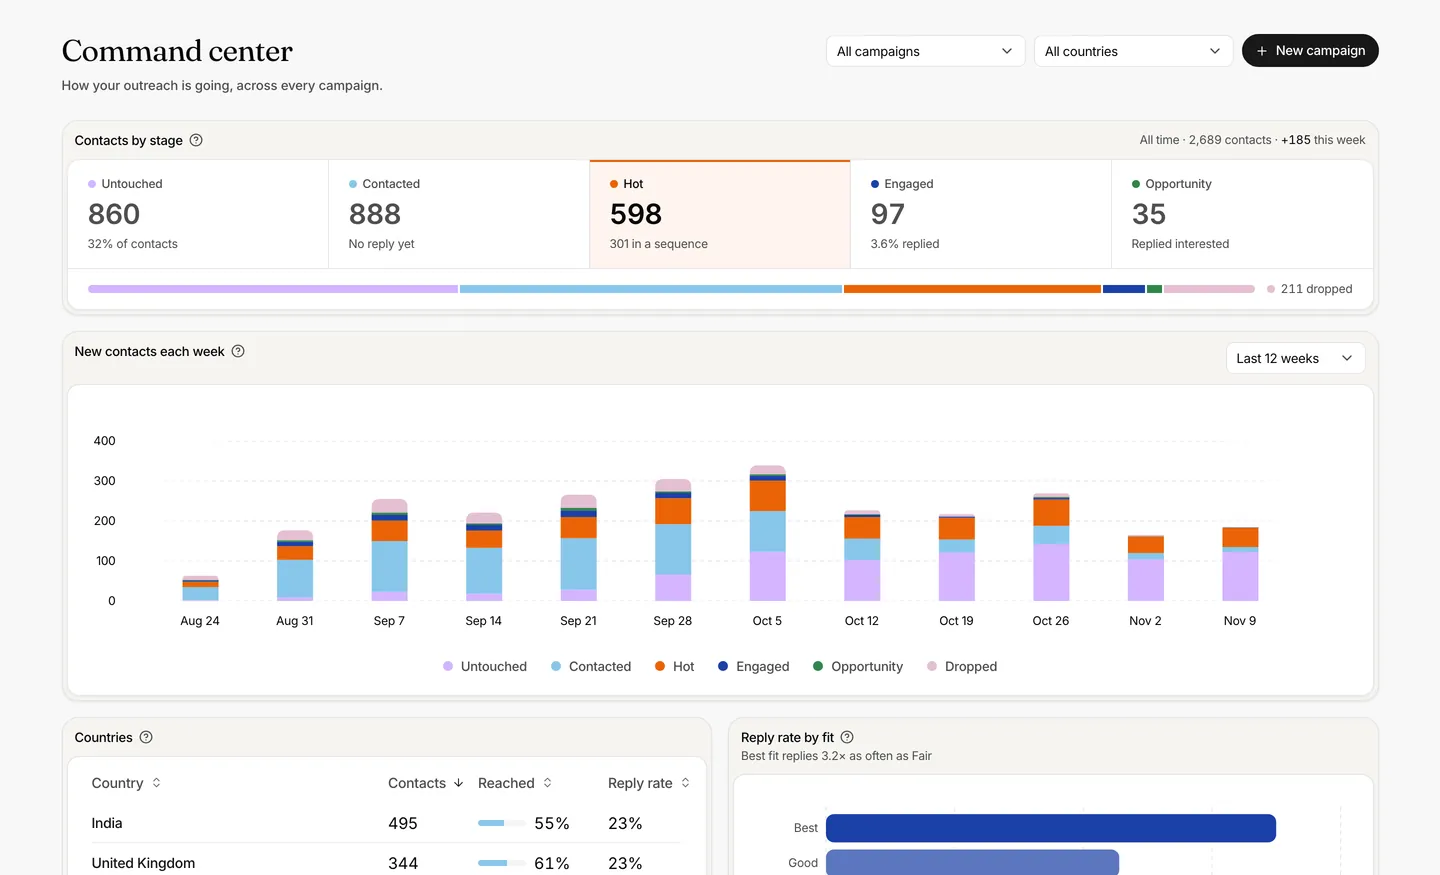 Command center
How your outreach is going, across every campaign.
All campaigns
All countries
+ New campaign
Contacts by stage
All time · 2,689 contacts · +185 this week
Untouched
860
32% of contacts
Contacted
888
No reply yet
Hot
598
301 in a sequence
Engaged
97
3.6% replied
Opportunity
35
Replied interested
211 dropped
New contacts each week
Last 12 weeks
400
300
200
100
0
Aug 24 Aug 31 Sep 7 Sep 14 Sep 21 Sep 28 Oct 5 Oct 12 Oct 19 Oct 26 Nov 2 Nov 9
Untouched Contacted Hot Engaged Opportunity Dropped
Countries
Country Contacts Reached Reply rate
India 495 55% 23%
United Kingdom 344 61% 23%
Reply rate by fit
Best fit replies 3.2× as often as Fair
Best
Good